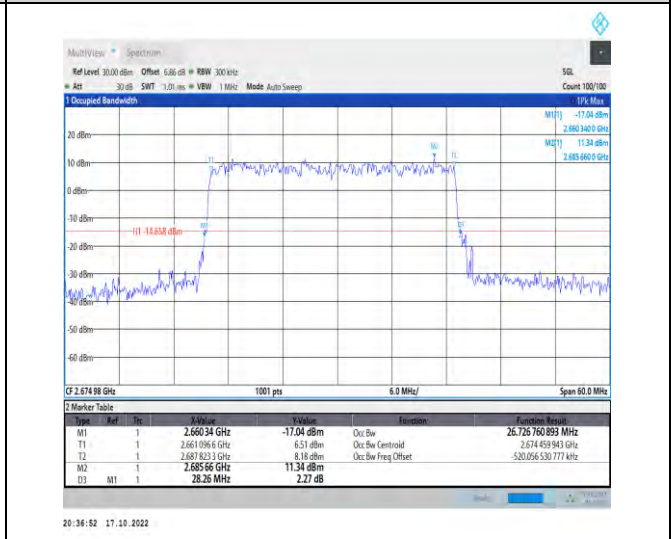 MultiView Spectrum
Ref Level 30.00 dBm Offset 6.86 dB RBW 300 kHz SGL
Att 30 dB SWT 1.01 ms VBW 1 MHz Mode Auto Sweep Count 100/100
1 Occupied Bandwidth 1Pk Max
M1[1] -17.04 dBm
2.660 340 0 GHz
M2[1] 11.34 dBm
2.685 660 0 GHz
20 dBm
M2
T1
T2
10 dBm
0 dBm
-10 dBm
M1
H1 -14.658 dBm
-20 dBm
-30 dBm
-40 dBm
-50 dBm
-60 dBm
CF 2.674 98 GHz 1001 pts 6.0 MHz/ Span 60.0 MHz
2 Marker Table
Type Ref Trc X-Value Y-Value Function Function Result
M1 1 2.660 34 GHz -17.04 dBm Occ Bw 26.726 760 893 MHz
T1 1 2.661 096 6 GHz 6.51 dBm Occ Bw Centroid 2.674 459 943 GHz
T2 1 2.687 823 3 GHz 8.18 dBm Occ Bw Freq Offset -520.056 530 777 kHz
M2 1 2.685 66 GHz 11.34 dBm
D3 M1 1 28.26 MHz 2.27 dB
20:36:52 17.10.2022